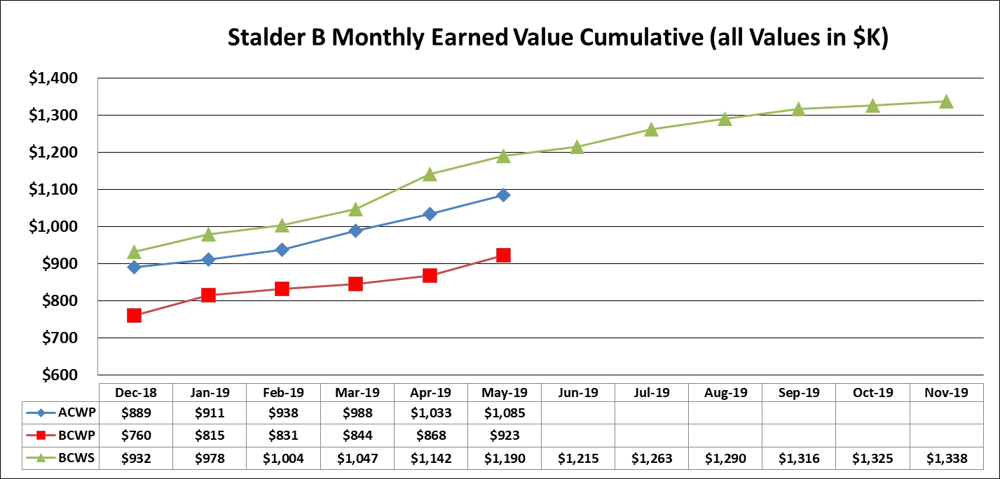 Stalder B Monthly Earned Value Cumulative (all Values in $K)
$1,400
$1,300
$1,200
$1,100
$1,000
$900
$800
$700
$600
Dec-18 Jan-19 Feb-19 Mar-19 Apr-19 May-19 Jun-19 Jul-19 Aug-19 Sep-19 Oct-19 Nov-19
ACWP $889 $911 $938 $988 $1,033 $1,085
BCWP $760 $815 $831 $844 $868 $923
BCWS $932 $978 $1,004 $1,047 $1,142 $1,190 $1,215 $1,263 $1,290 $1,316 $1,325 $1,338